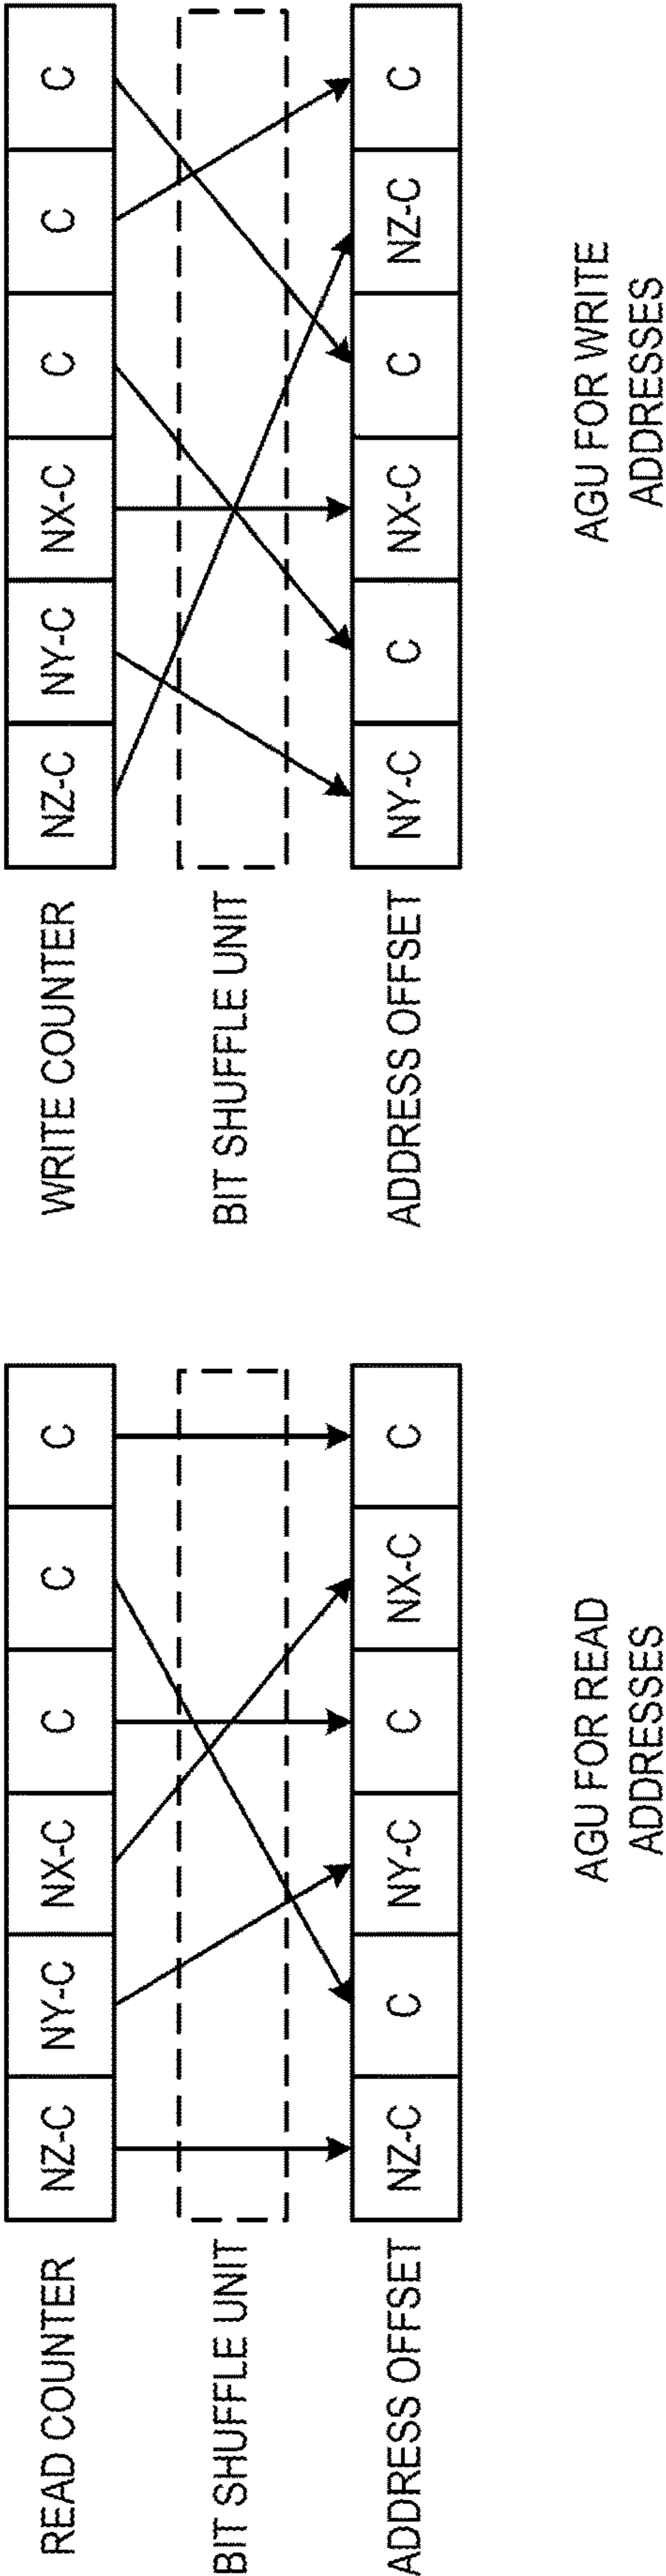 READ COUNTER
NZ-C NY-C NX-C C C C
BIT SHUFFLE UNIT
ADDRESS OFFSET
NZ-C C NY-C C NX-C C
AGU FOR READ
ADDRESSES
WRITE COUNTER
NZ-C NY-C NX-C C C C
BIT SHUFFLE UNIT
ADDRESS OFFSET
NY-C C NX-C C NZ-C C
AGU FOR WRITE
ADDRESSES